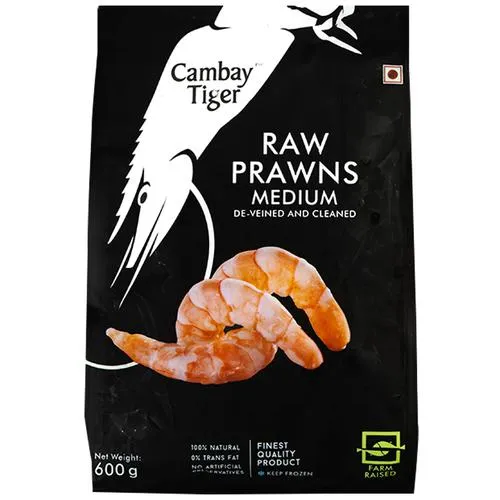 Cambay
Tiger
RAW
PRAWNS
MEDIUM
DE-VEINED AND CLEANED
100% NATURAL
0% TRANS FAT
NO ARTIFICIAL
PRESERVATIVES
FINEST
QUALITY
PRODUCT
KEEP FROZEN
Net Weight:
600 g
FARM
RAISED